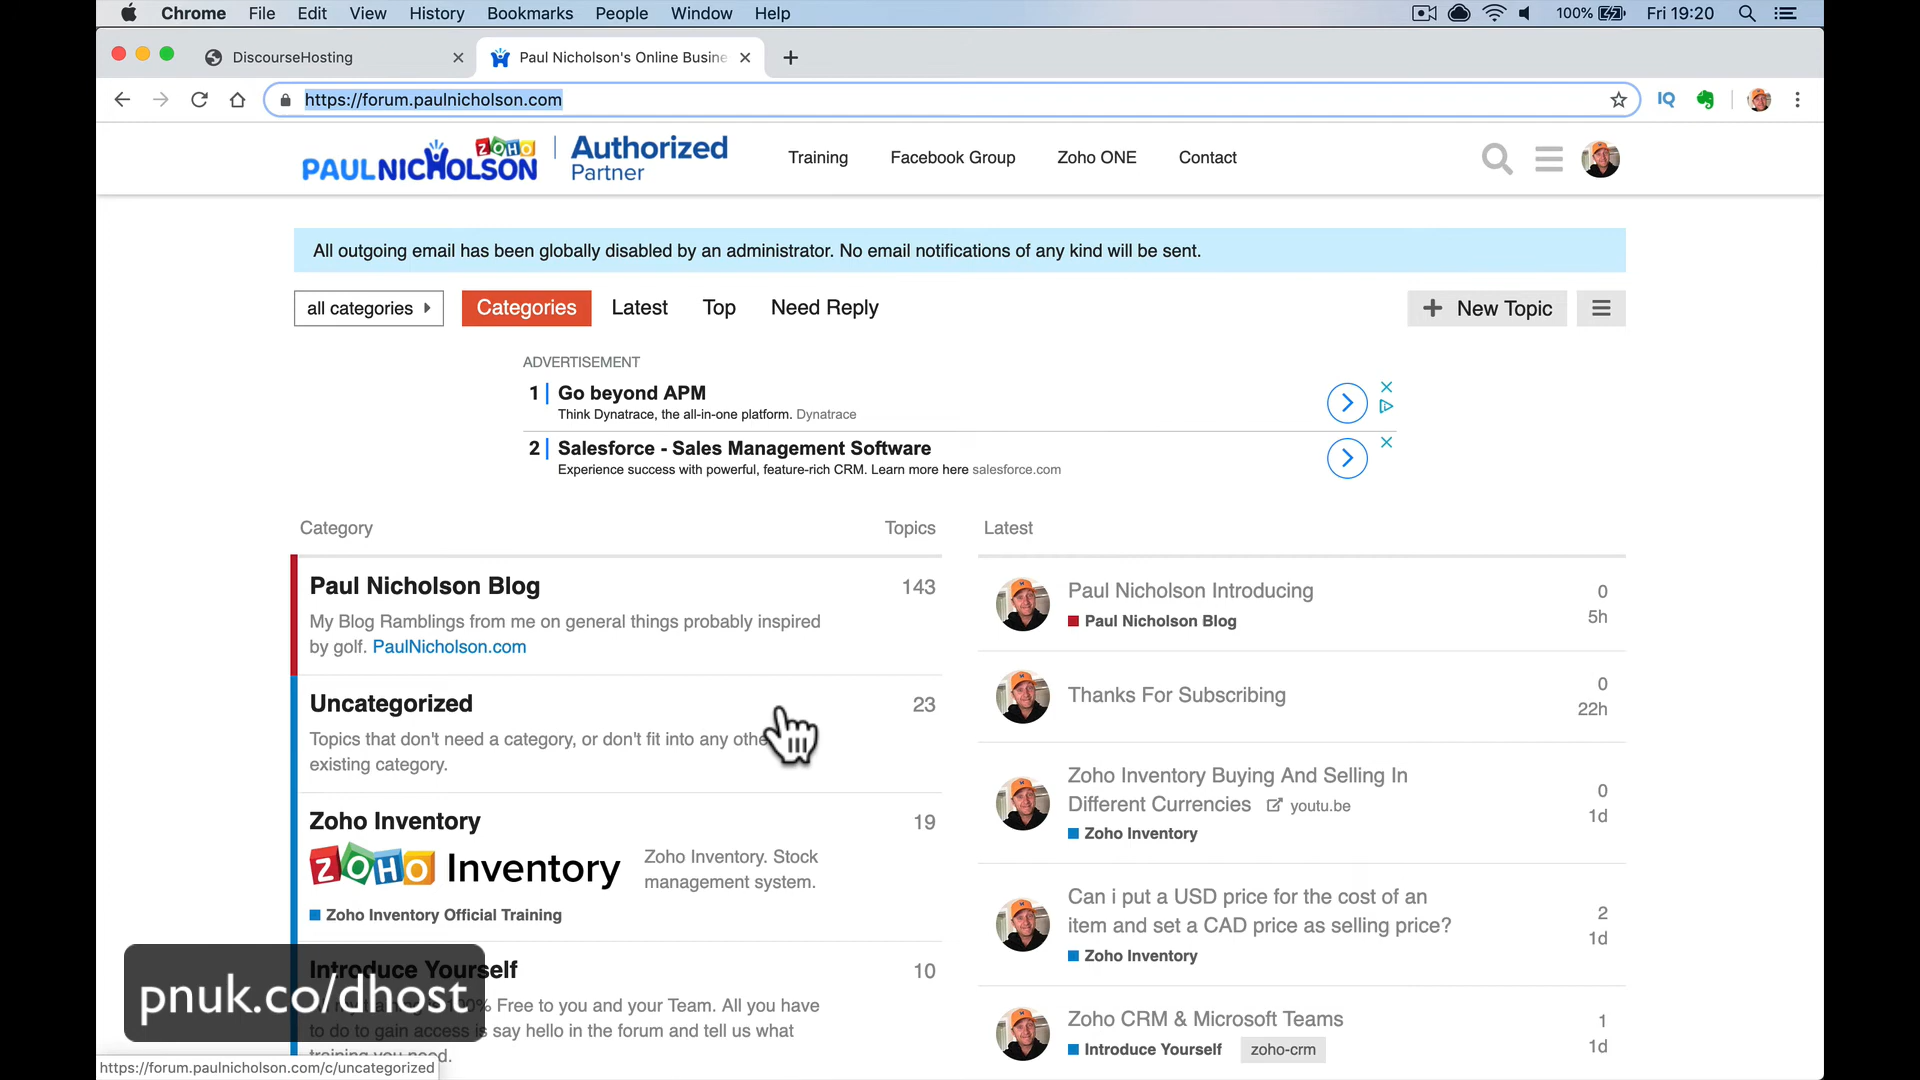 Chrome File Edit View History Bookmarks People Window Help 100% Fri 19:20
DiscourseHosting Paul Nicholson's Online Busine
https://forum.paulnicholson.com IQ
PAULNICHOLSON ZOHO Authorized Partner Training Facebook Group Zoho ONE Contact
All outgoing email has been globally disabled by an administrator. No email notifications of any kind will be sent.
all categories Categories Latest Top Need Reply + New Topic
ADVERTISEMENT
1 Go beyond APM
Think Dynatrace, the all-in-one platform. Dynatrace
2 Salesforce - Sales Management Software
Experience success with powerful, feature-rich CRM. Learn more here salesforce.com
Category Topics
Paul Nicholson Blog 143
My Blog Ramblings from me on general things probably inspired
by golf. PaulNicholson.com
Uncategorized 23
Topics that don't need a category, or don't fit into any othe
existing category.
Zoho Inventory 19
ZOHO Inventory
Zoho Inventory. Stock
management system.
Zoho Inventory Official Training
Introduce Yourself 10
100% Free to you and your Team. All you have
to do to gain access is say hello in the forum and tell us what
training you need.
Latest
Paul Nicholson Introducing 0
Paul Nicholson Blog 5h
Thanks For Subscribing 0
22h
Zoho Inventory Buying And Selling In
Different Currencies youtu.be 0
Zoho Inventory 1d
Can i put a USD price for the cost of an
item and set a CAD price as selling price? 2
Zoho Inventory 1d
Zoho CRM & Microsoft Teams 1
Introduce Yourself zoho-crm 1d
pnuk.co/dhost
https://forum.paulnicholson.com/c/uncategorized